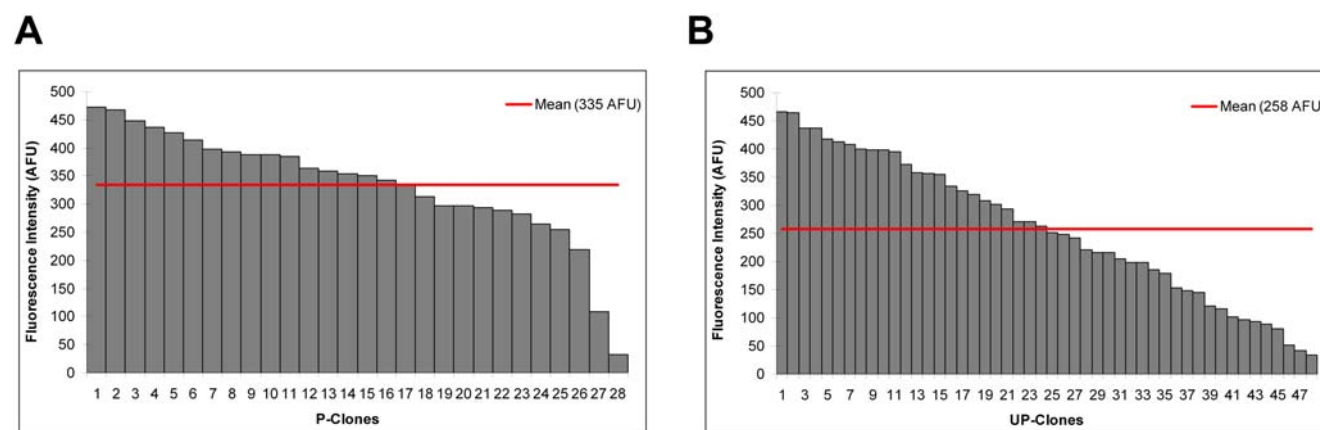 A
500
450
400
350
300
250
200
150
100
50
0
Fluorescence Intensity (AFU)
Mean (335 AFU)
1 2 3 4 5 6 7 8 9 10 11 12 13 14 15 16 17 18 19 20 21 22 23 24 25 26 27 28
P-Clones
B
500
450
400
350
300
250
200
150
100
50
0
Fluorescence Intensity (AFU)
Mean (258 AFU
1 3 5 7 9 11 13 15 17 19 21 23 25 27 29 31 33 35 37 39 41 43 45 47
UP-Clones